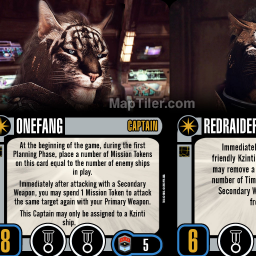 MapTiler.com
ONEFANG
CAPTAIN
At the beginning of the game, during the first
Planning Phase, place a number of Mission Tokens
on this card equal to the number of enemy ships
in play.
Immediately after attacking with a Secondary
Weapon, you may spend 1 Mission Token to attack
the same target again with your Primary Weapon.
This Captain may only be assigned to a Kzinti
ship.
8
5
REDRAIDER
Immediately
friendly Kzinti
may remove a
number of Tim
Secondary W
fro
6